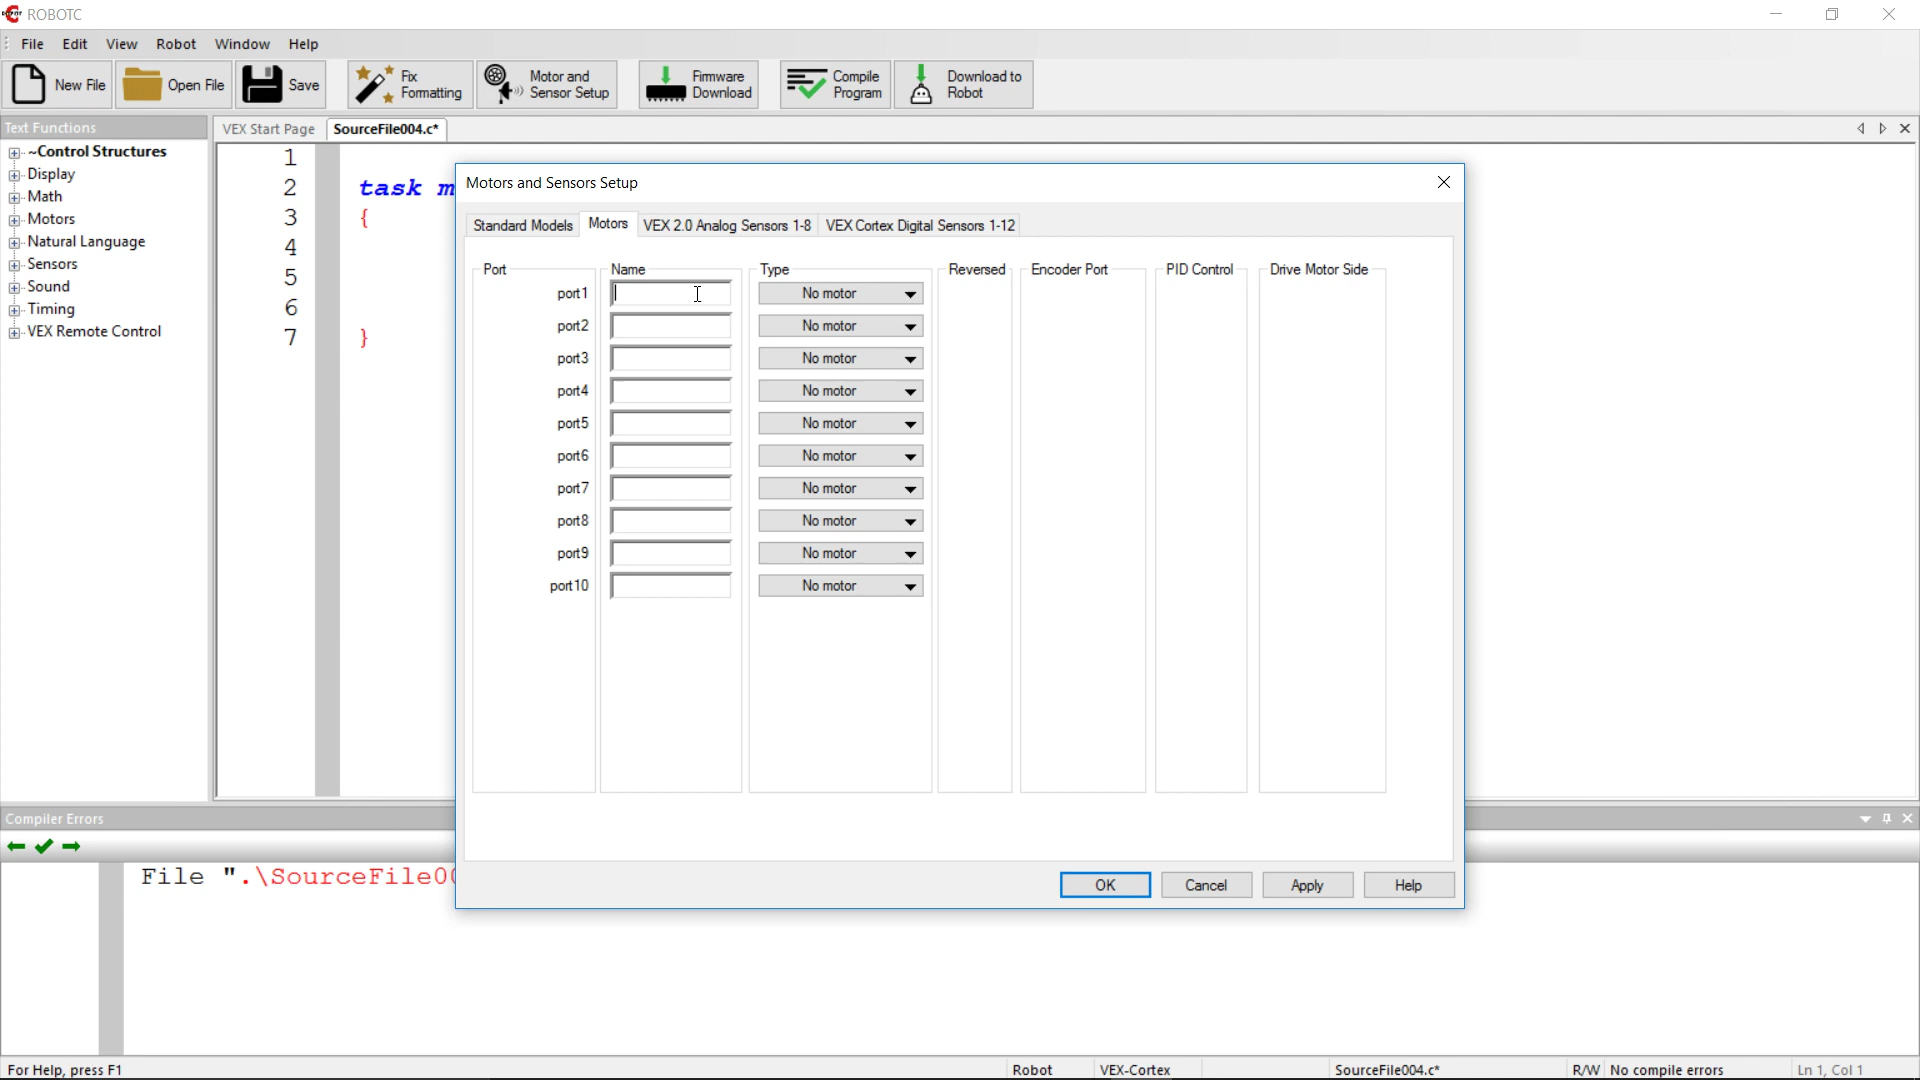 ROBOTC
File Edit View Robot Window Help
New File Open File Save Fix Formatting Motor and Sensor Setup Firmware Download Compile Program Download to Robot
Text Functions
VEX Start Page SourceFile004.c*
~Control Structures
Display
Math
Motors
Natural Language
Sensors
Sound
Timing
VEX Remote Control
1
2 task m
3 {
4
5
6
7 }
Motors and Sensors Setup
Standard Models Motors VEX 2.0 Analog Sensors 1-8 VEX Cortex Digital Sensors 1-12
Port Name Type Reversed Encoder Port PID Control Drive Motor Side
port1 No motor
port2 No motor
port3 No motor
port4 No motor
port5 No motor
port6 No motor
port7 No motor
port8 No motor
port9 No motor
port10 No motor
OK Cancel Apply Help
Compiler Errors
File ".\SourceFile00
For Help, press F1 Robot VEX-Cortex SourceFile004.c* R/W No compile errors Ln 1, Col 1